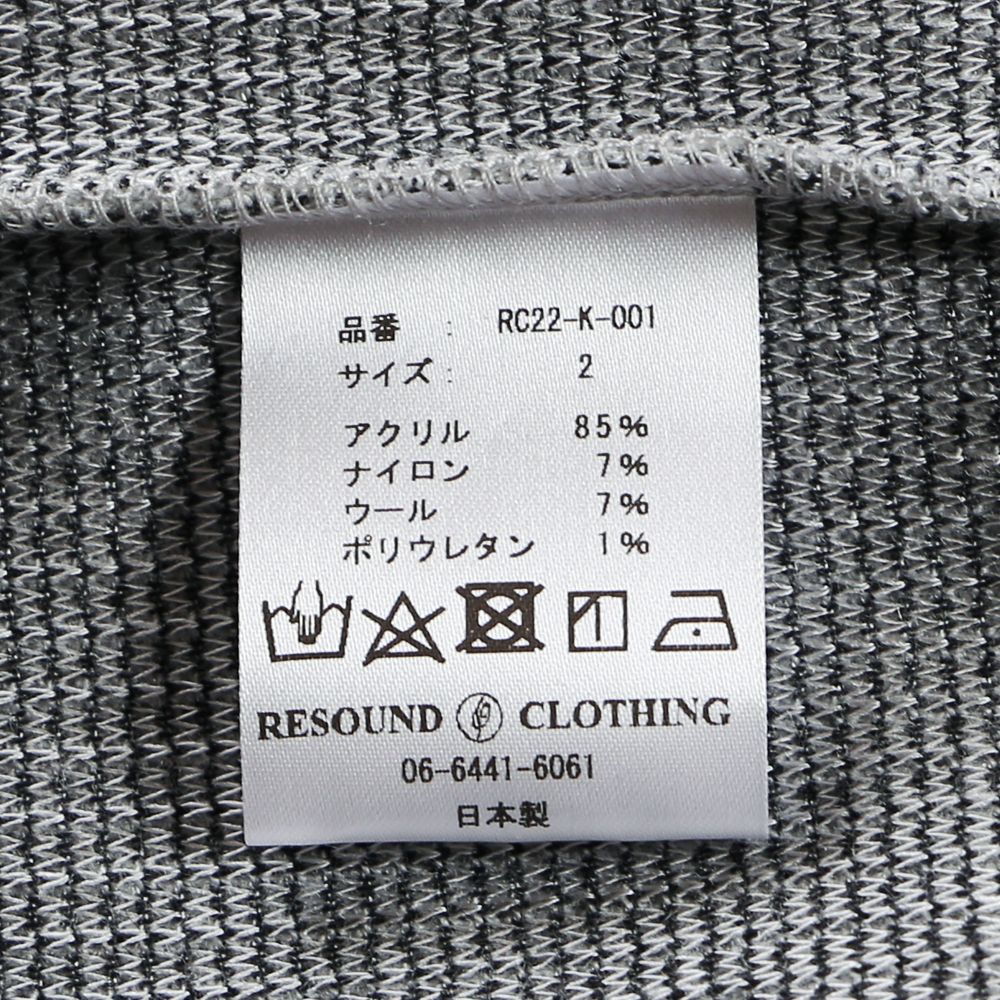 品番 : RC22-K-001
サイズ : 2
アクリル 85%
ナイロン 7%
ウール 7%
ポリウレタン 1%
RESOUND CLOTHING
06-6441-6061
日本製